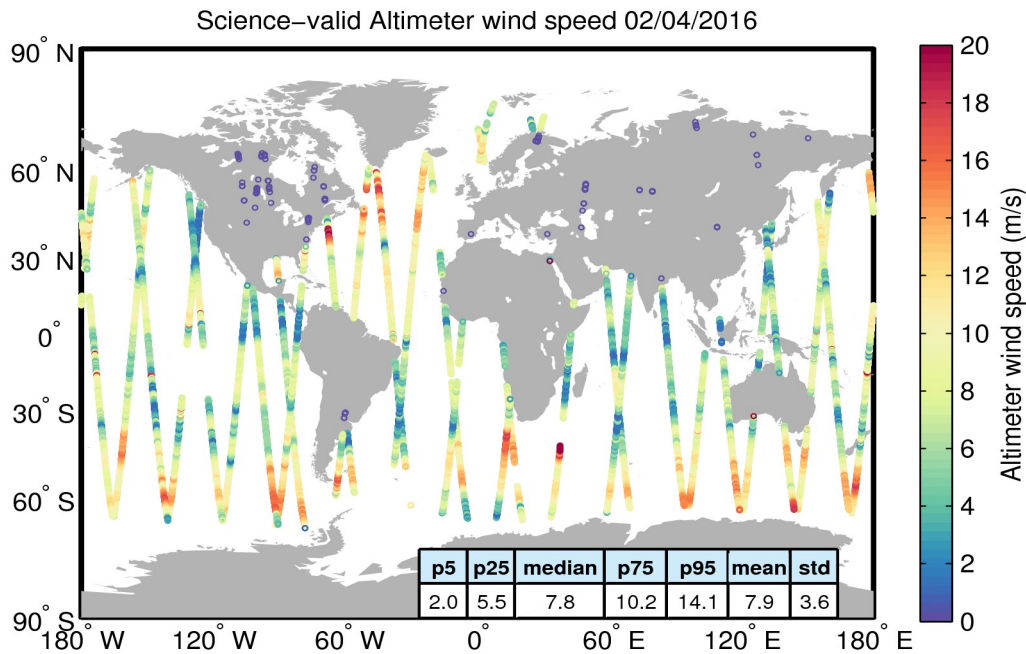 Science−valid Altimeter wind speed 02/04/2016
90° N
60° N
30° N
0°
30° S
60° S
90° S
180° W
120° W
60° W
0°
60° E
120° E
180° E
p5 p25 median p75 p95 mean std
2.0 5.5 7.8 10.2 14.1 7.9 3.6
20
18
16
14
12
10
8
6
4
2
0
Altimeter wind speed (m/s)